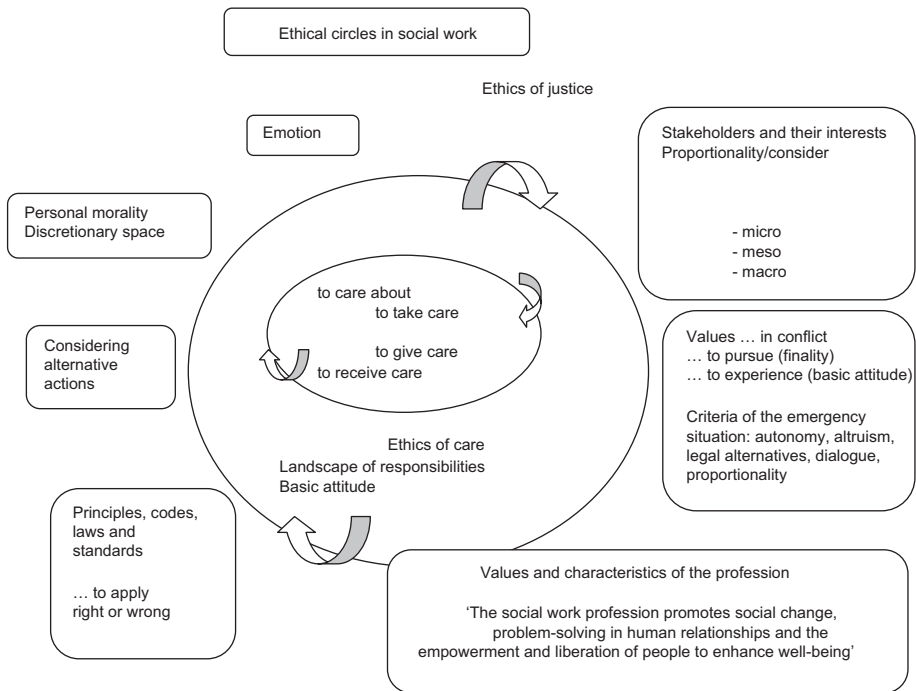 Ethical circles in social work
Ethics of justice
Emotion
Stakeholders and their interests
Proportionality/consider
- micro
- meso
- macro
Personal morality
Discretionary space
to care about
to take care
to give care
to receive care
Considering
alternative
actions
Values … in conflict
… to pursue (finality)
… to experience (basic attitude)
Criteria of the emergency
situation: autonomy, altruism,
legal alternatives, dialogue,
proportionality
Ethics of care
Landscape of responsibilities
Basic attitude
Principles, codes,
laws and
standards
… to apply
right or wrong
Values and characteristics of the profession
‘The social work profession promotes social change,
problem-solving in human relationships and the
empowerment and liberation of people to enhance well-being’